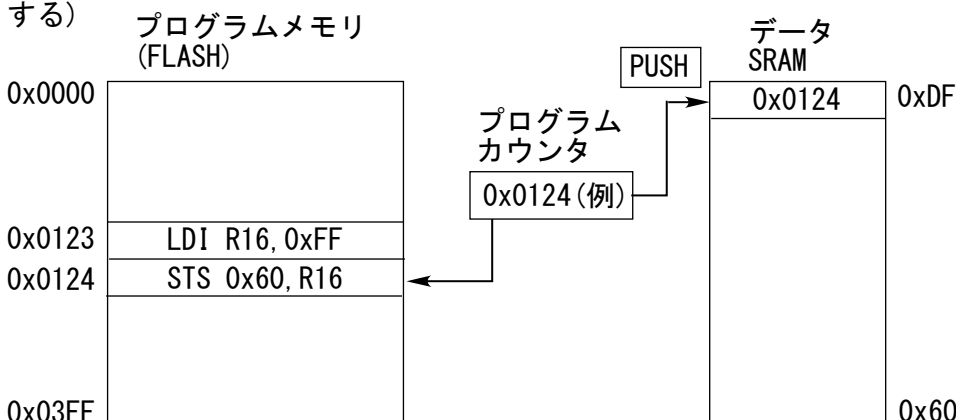 する)
プログラムメモリ
(FLASH)
データ
SRAM
PUSH
0x0000
0x0124
0xDF
プログラム
カウンタ
0x0124(例)
0x0123
LDI R16,0xFF
0x0124
STS 0x60,R16
0x03FF
0x60